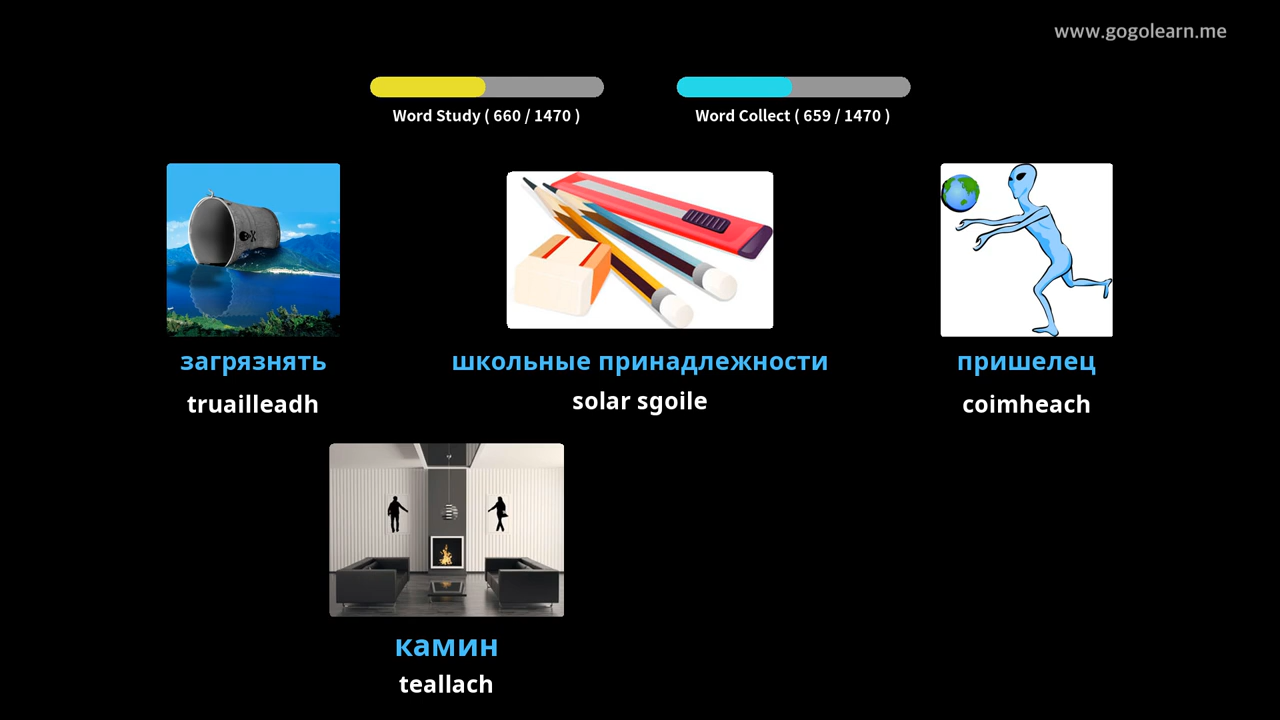 www.gogolearn.me
Word Study ( 660 / 1470 )
Word Collect ( 659 / 1470 )
загрязнять
truailleadh
школьные принадлежности
solar sgoile
пришелец
coimheach
камин
teallach